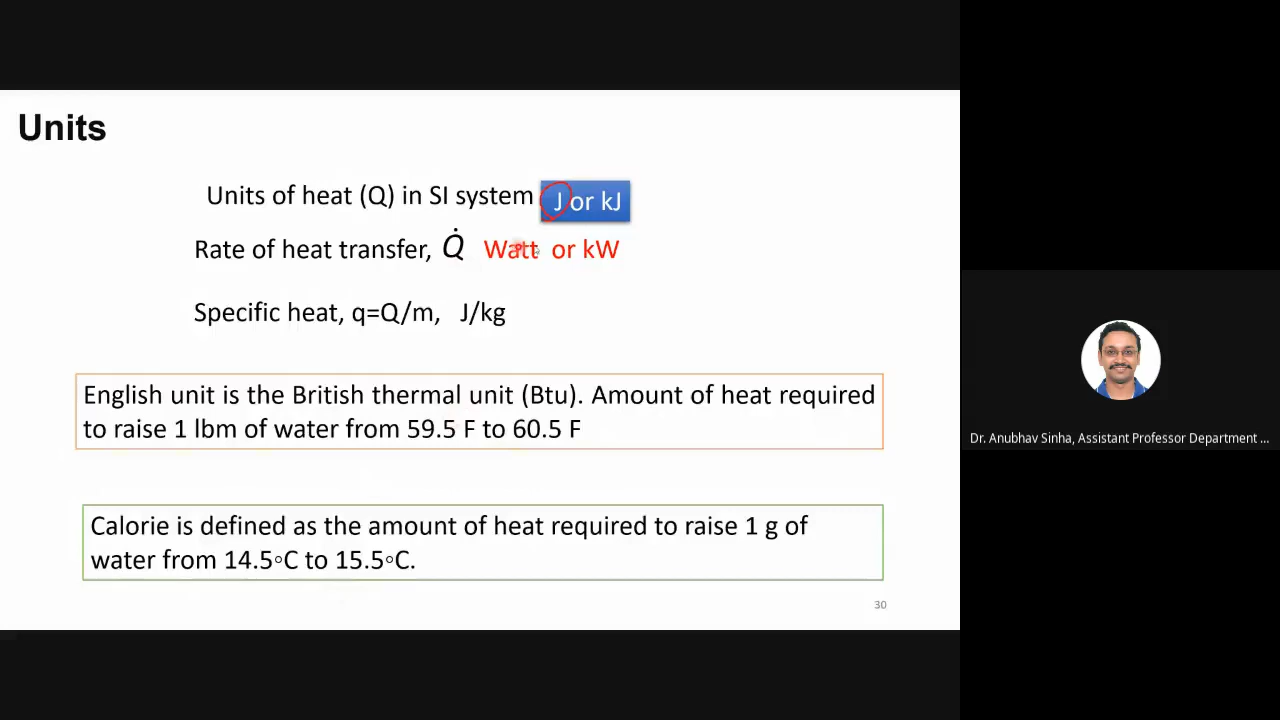 Units
Units of heat (Q) in SI system J or kJ
Rate of heat transfer, Q̇ Watt or kW
Specific heat, q=Q/m, J/kg
English unit is the British thermal unit (Btu). Amount of heat required
to raise 1 lbm of water from 59.5 F to 60.5 F
Calorie is defined as the amount of heat required to raise 1 g of
water from 14.5◦C to 15.5◦C.
30
Dr. Anubhav Sinha, Assistant Professor Department ...